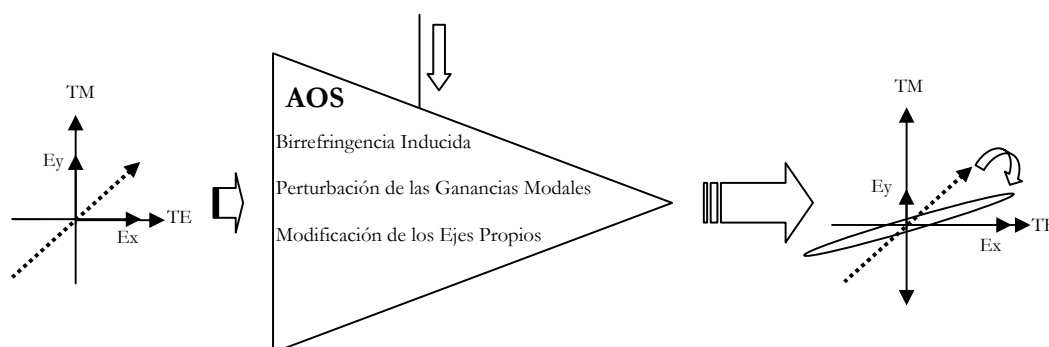 TM
Ey
TE
Ex
AOS
Birrefringencia Inducida
Perturbación de las Ganancias Modales
Modificación de los Ejes Propios
TM
Ey
TE
Ex